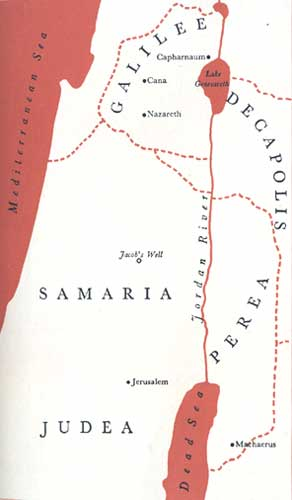 Mediterranean Sea
GALILEE
Capharnaum
Cana
Nazareth
Lake
Genesareth
DECAPOLIS
Jordan River
Jacob's Well
SAMARIA
PEREA
Jerusalem
JUDEA
Dead Sea
Machaerus